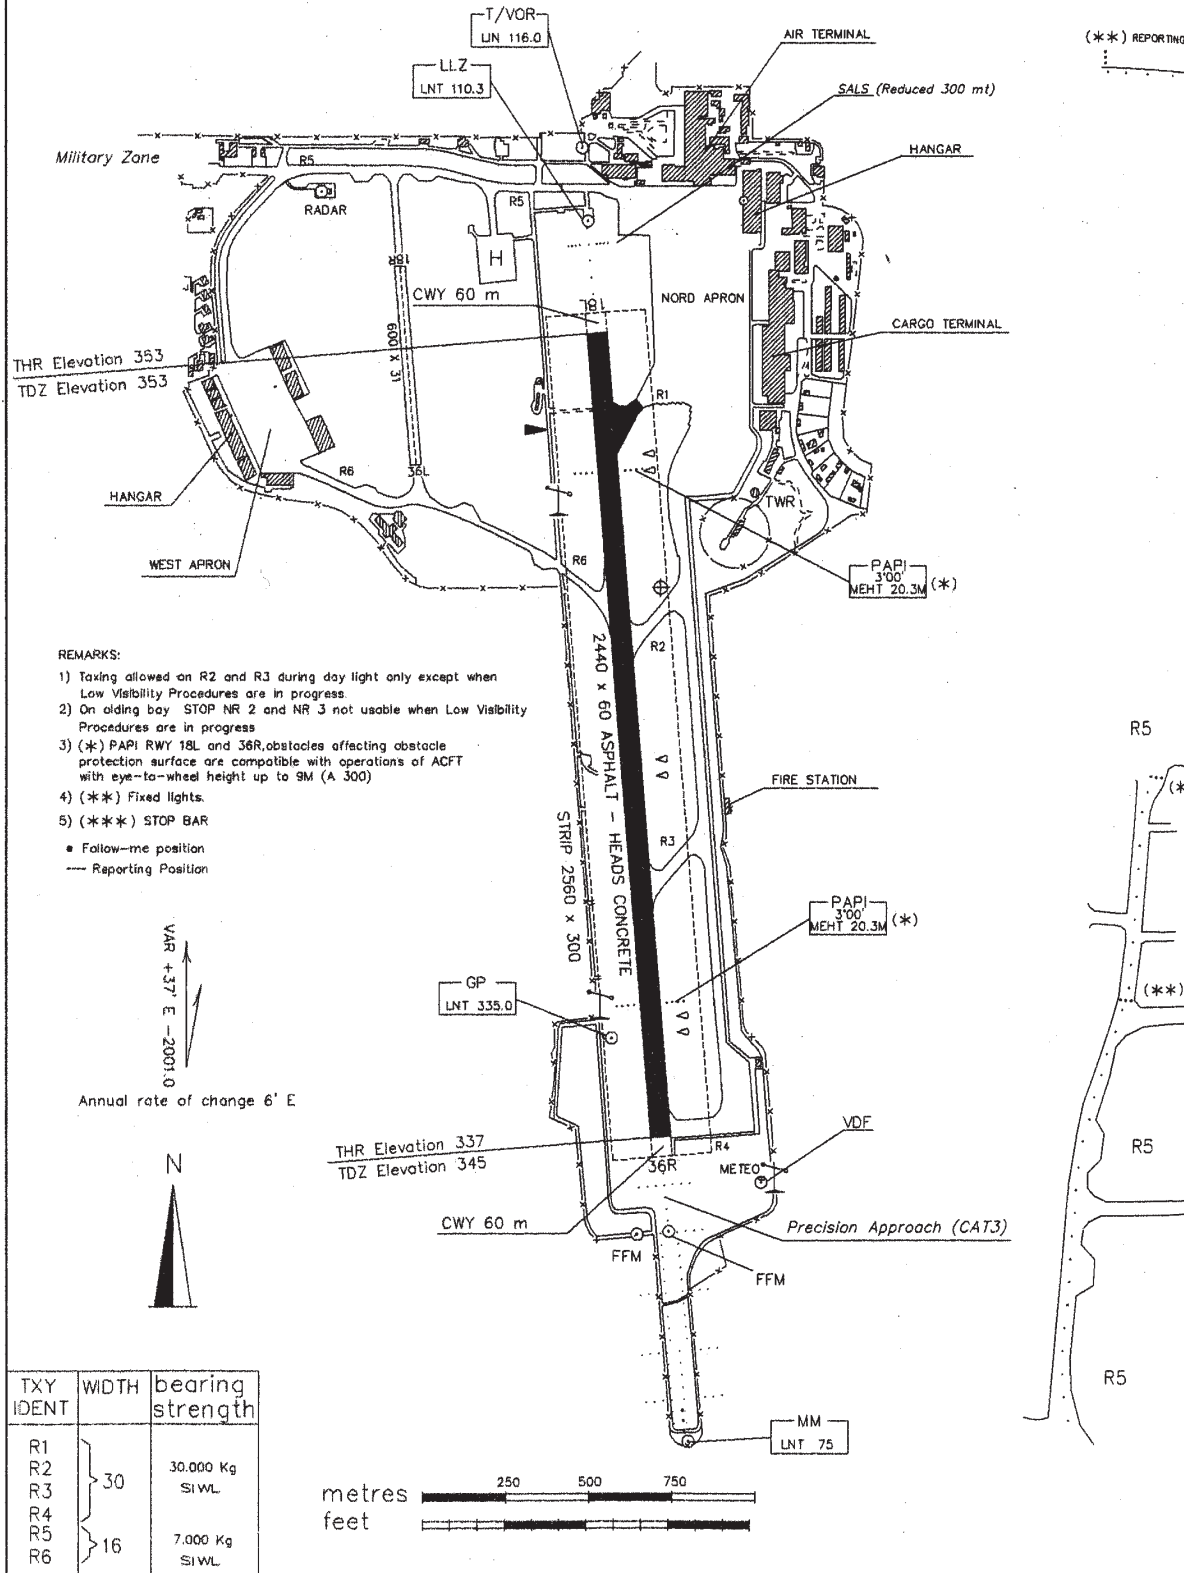 T/VOR
LIN 116.0
LLZ
LNT 110.3
AIR TERMINAL
(**) REPORTING
SALS (Reduced 300 mt)
HANGAR
Military Zone
R5
RADAR
R5
H
18R
CWY 60 m
18L
NORD APRON
CARGO TERMINAL
THR Elevation 353
TDZ Elevation 353
600 x 31
R1
R6
36L
HANGAR
WEST APRON
TWR
R6
PAPI
3°00'
MEHT 20.3M
(*)
R2
2440 x 60 ASPHALT - HEADS CONCRETE
STRIP 2560 x 300
REMARKS:
1) Taxing allowed on R2 and R3 during day light only except when
Low Visibility Procedures are in progress.
2) On olding bay STOP NR 2 and NR 3 not usable when Low Visibility
Procedures are in progress
3) (*) PAPI RWY 18L and 36R,obstacles affecting obstacle
protection surface are compatible with operations of ACFT
with eye-to-wheel height up to 9M (A 300)
4) (**) Fixed lights.
5) (***) STOP BAR
• Follow-me position
---- Reporting Position
FIRE STATION
R3
R5
(*
PAPI
3°00'
MEHT 20.3M
(*)
GP
LNT 335.0
(**)
VAR +37' E -2001.0
Annual rate of change 6' E
THR Elevation 337
TDZ Elevation 345
36R
R4
METEO
VDF
R5
N
CWY 60 m
Precision Approach (CAT3)
FFM
FFM
R5
MM
LNT 75
TXY
IDENT
WIDTH
bearing
strength
R1
R2
R3
R4
30
30.000 Kg
SIWL
R5
R6
16
7.000 Kg
SIWL
250 500 750
metres
feet